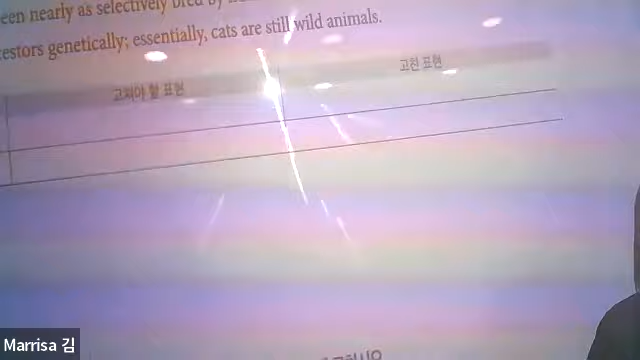 een nearly as selectively bred by
estors genetically; essentially, cats are still wild animals.
고쳐야 할 표현 고친 표현
Marrisa 김